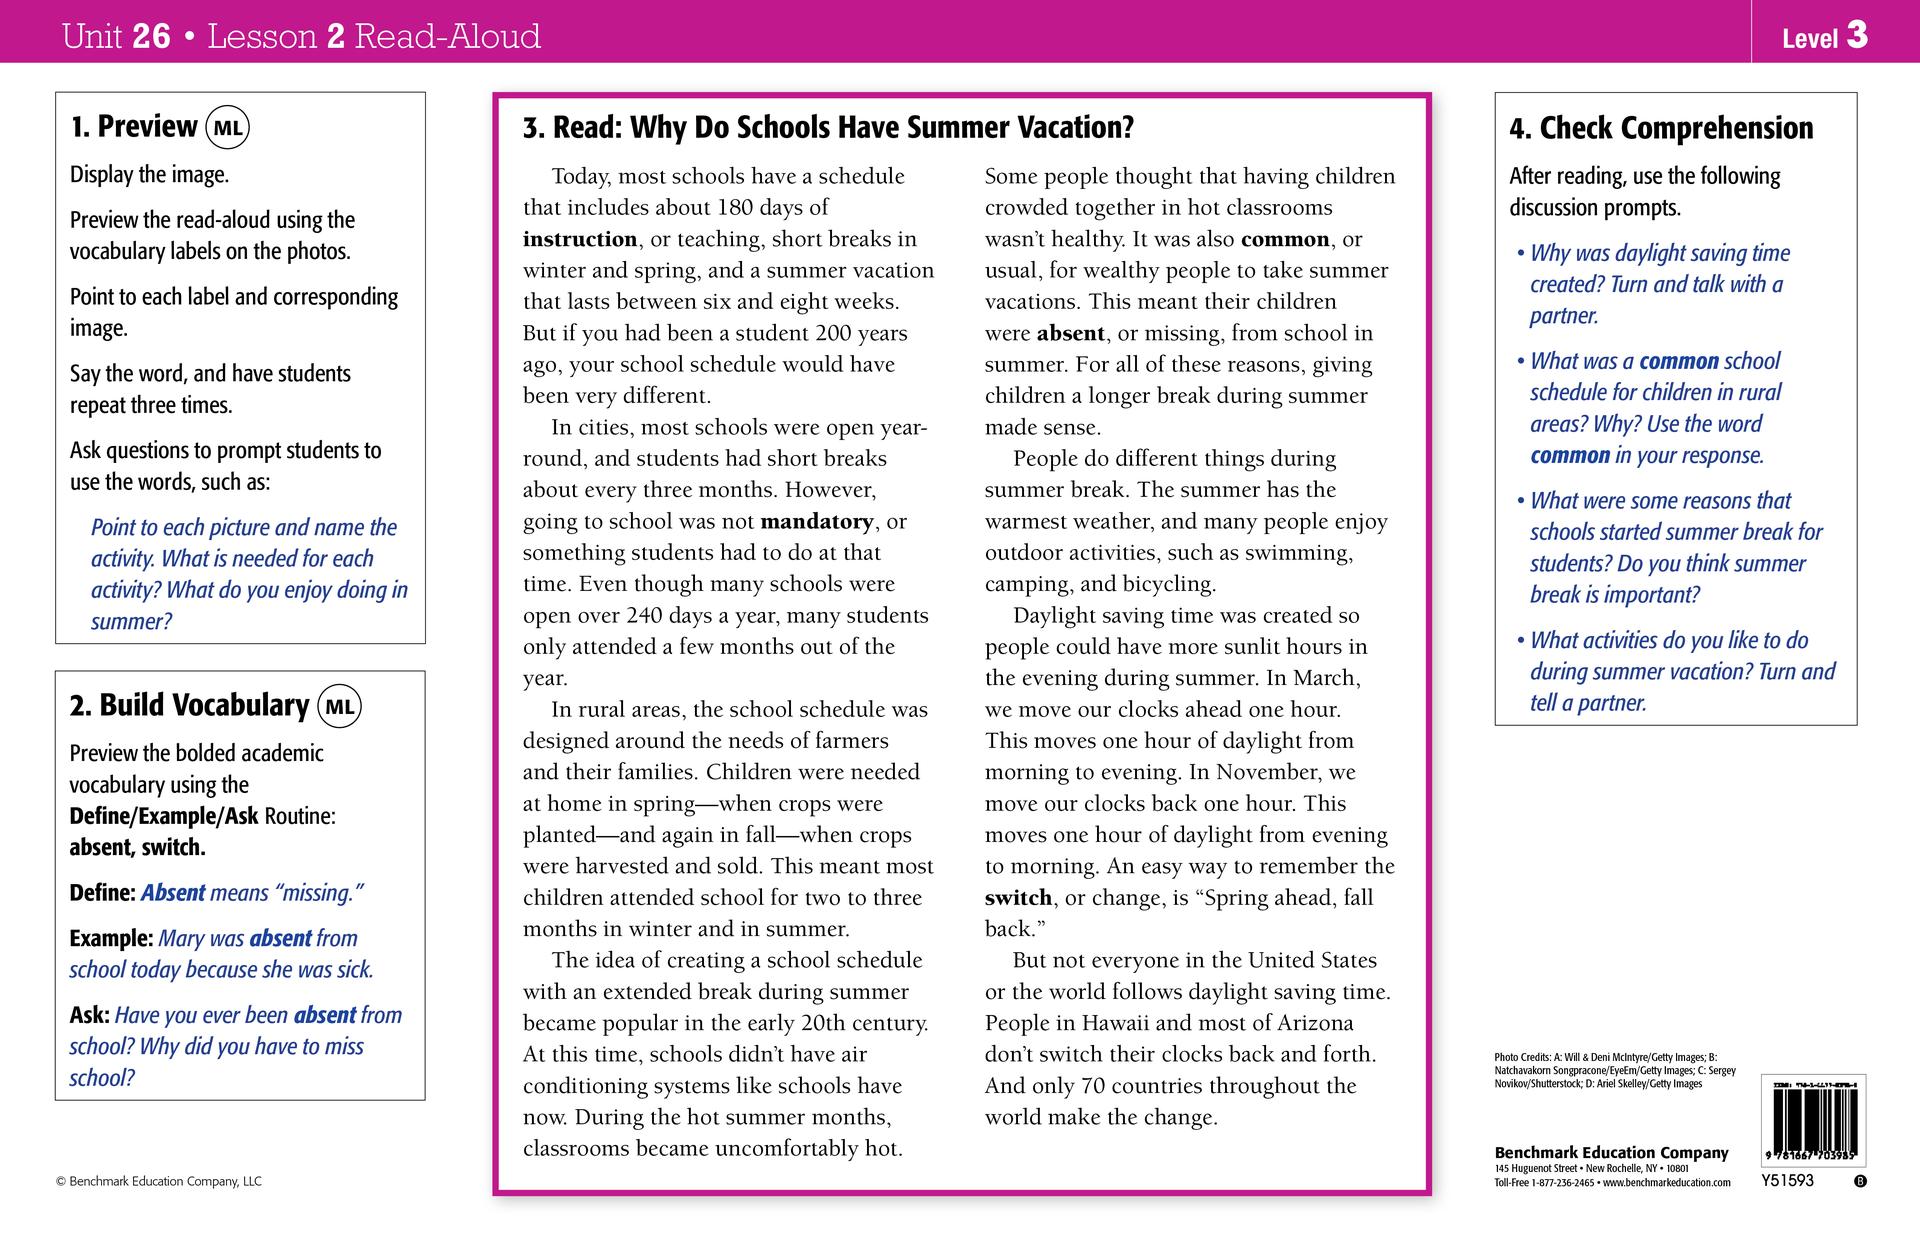 Unit 26 • Lesson 2 Read-Aloud
Level 3
1. Preview ML
Display the image.
Preview the read-aloud using the
vocabulary labels on the photos.
Point to each label and corresponding
image.
Say the word, and have students
repeat three times.
Ask questions to prompt students to
use the words, such as:
Point to each picture and name the
activity. What is needed for each
activity? What do you enjoy doing in
summer?
2. Build Vocabulary ML
Preview the bolded academic
vocabulary using the
Define/Example/Ask Routine:
absent, switch.
Define: Absent means “missing.”
Example: Mary was absent from
school today because she was sick.
Ask: Have you ever been absent from
school? Why did you have to miss
school?
© Benchmark Education Company, LLC
3. Read: Why Do Schools Have Summer Vacation?
Today, most schools have a schedule
that includes about 180 days of
instruction, or teaching, short breaks in
winter and spring, and a summer vacation
that lasts between six and eight weeks.
But if you had been a student 200 years
ago, your school schedule would have
been very different.
In cities, most schools were open year-
round, and students had short breaks
about every three months. However,
going to school was not mandatory, or
something students had to do at that
time. Even though many schools were
open over 240 days a year, many students
only attended a few months out of the
year.
In rural areas, the school schedule was
designed around the needs of farmers
and their families. Children were needed
at home in spring—when crops were
planted—and again in fall—when crops
were harvested and sold. This meant most
children attended school for two to three
months in winter and in summer.
The idea of creating a school schedule
with an extended break during summer
became popular in the early 20th century.
At this time, schools didn’t have air
conditioning systems like schools have
now. During the hot summer months,
classrooms became uncomfortably hot.
Some people thought that having children
crowded together in hot classrooms
wasn’t healthy. It was also common, or
usual, for wealthy people to take summer
vacations. This meant their children
were absent, or missing, from school in
summer. For all of these reasons, giving
children a longer break during summer
made sense.
People do different things during
summer break. The summer has the
warmest weather, and many people enjoy
outdoor activities, such as swimming,
camping, and bicycling.
Daylight saving time was created so
people could have more sunlit hours in
the evening during summer. In March,
we move our clocks ahead one hour.
This moves one hour of daylight from
morning to evening. In November, we
move our clocks back one hour. This
moves one hour of daylight from evening
to morning. An easy way to remember the
switch, or change, is “Spring ahead, fall
back.”
But not everyone in the United States
or the world follows daylight saving time.
People in Hawaii and most of Arizona
don’t switch their clocks back and forth.
And only 70 countries throughout the
world make the change.
4. Check Comprehension
After reading, use the following
discussion prompts.
• Why was daylight saving time
created? Turn and talk with a
partner.
• What was a common school
schedule for children in rural
areas? Why? Use the word
common in your response.
• What were some reasons that
schools started summer break for
students? Do you think summer
break is important?
• What activities do you like to do
during summer vacation? Turn and
tell a partner.
Photo Credits: A: Will & Deni McIntyre/Getty Images; B:
Natchavakorn Songpracone/EyeEm/Getty Images; C: Sergey
Novikov/Shutterstock; D: Ariel Skelley/Getty Images
Benchmark Education Company
145 Huguenot Street • New Rochelle, NY • 10801
Toll-Free 1-877-236-2465 • www.benchmarkeducation.com
9 781667 703985
Y51593
B